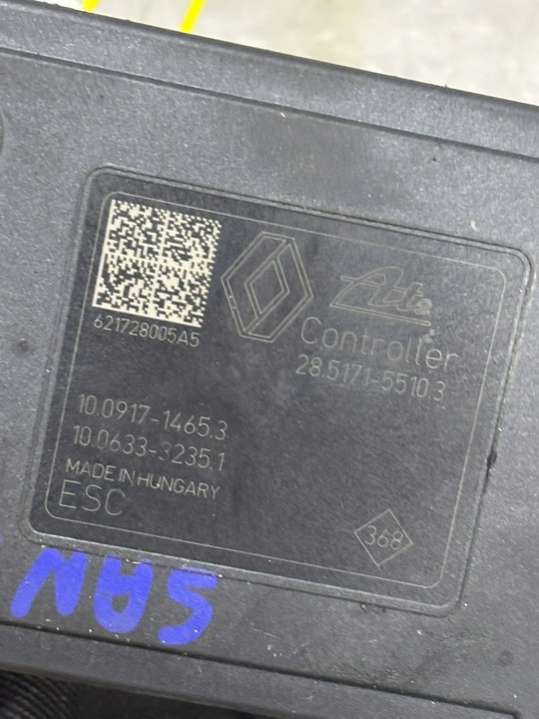 621728005A5
Ate
Controller
28.5171-5510.3
10.0917-1465.3
10.0633-3235.1
MADE IN HUNGARY
ESC
368
SAN